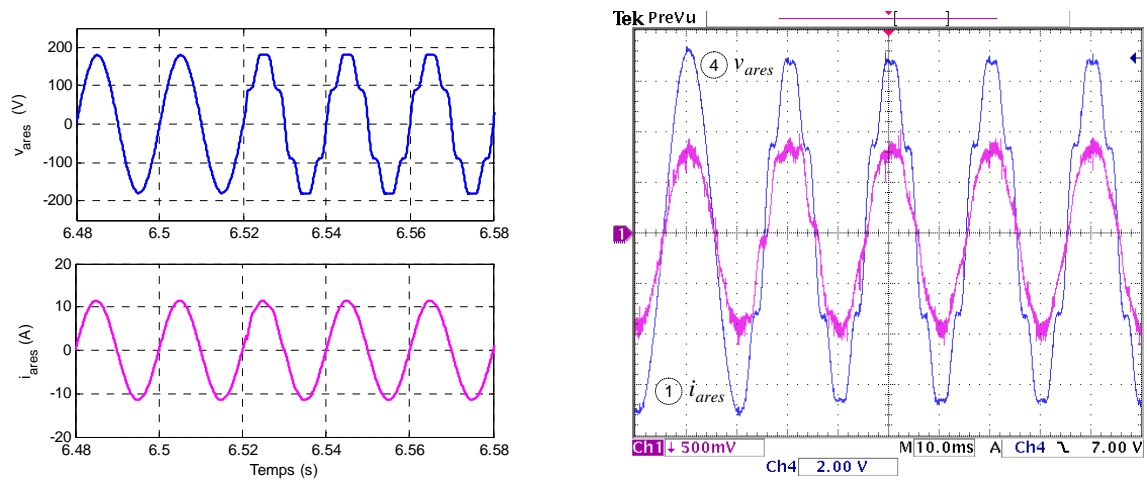 200
100
0
-100
-200
v_ares (V)
6.48
6.5
6.52
6.54
6.56
6.58
20
10
0
-10
-20
i_ares (A)
6.48
6.5
6.52
6.54
6.56
6.58
Temps (s)
Tek PreVu
4 v_ares
1
1 i_ares
Ch1 500mV
M 10.0ms A Ch4 7.00 V
Ch4 2.00 V